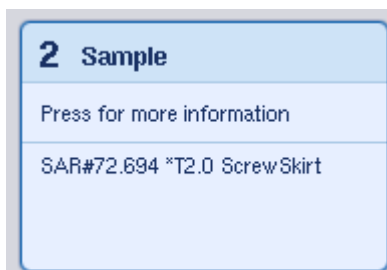 2 Sample
Press for more information
SAR#72.694 *T2.0 ScrewSkirt